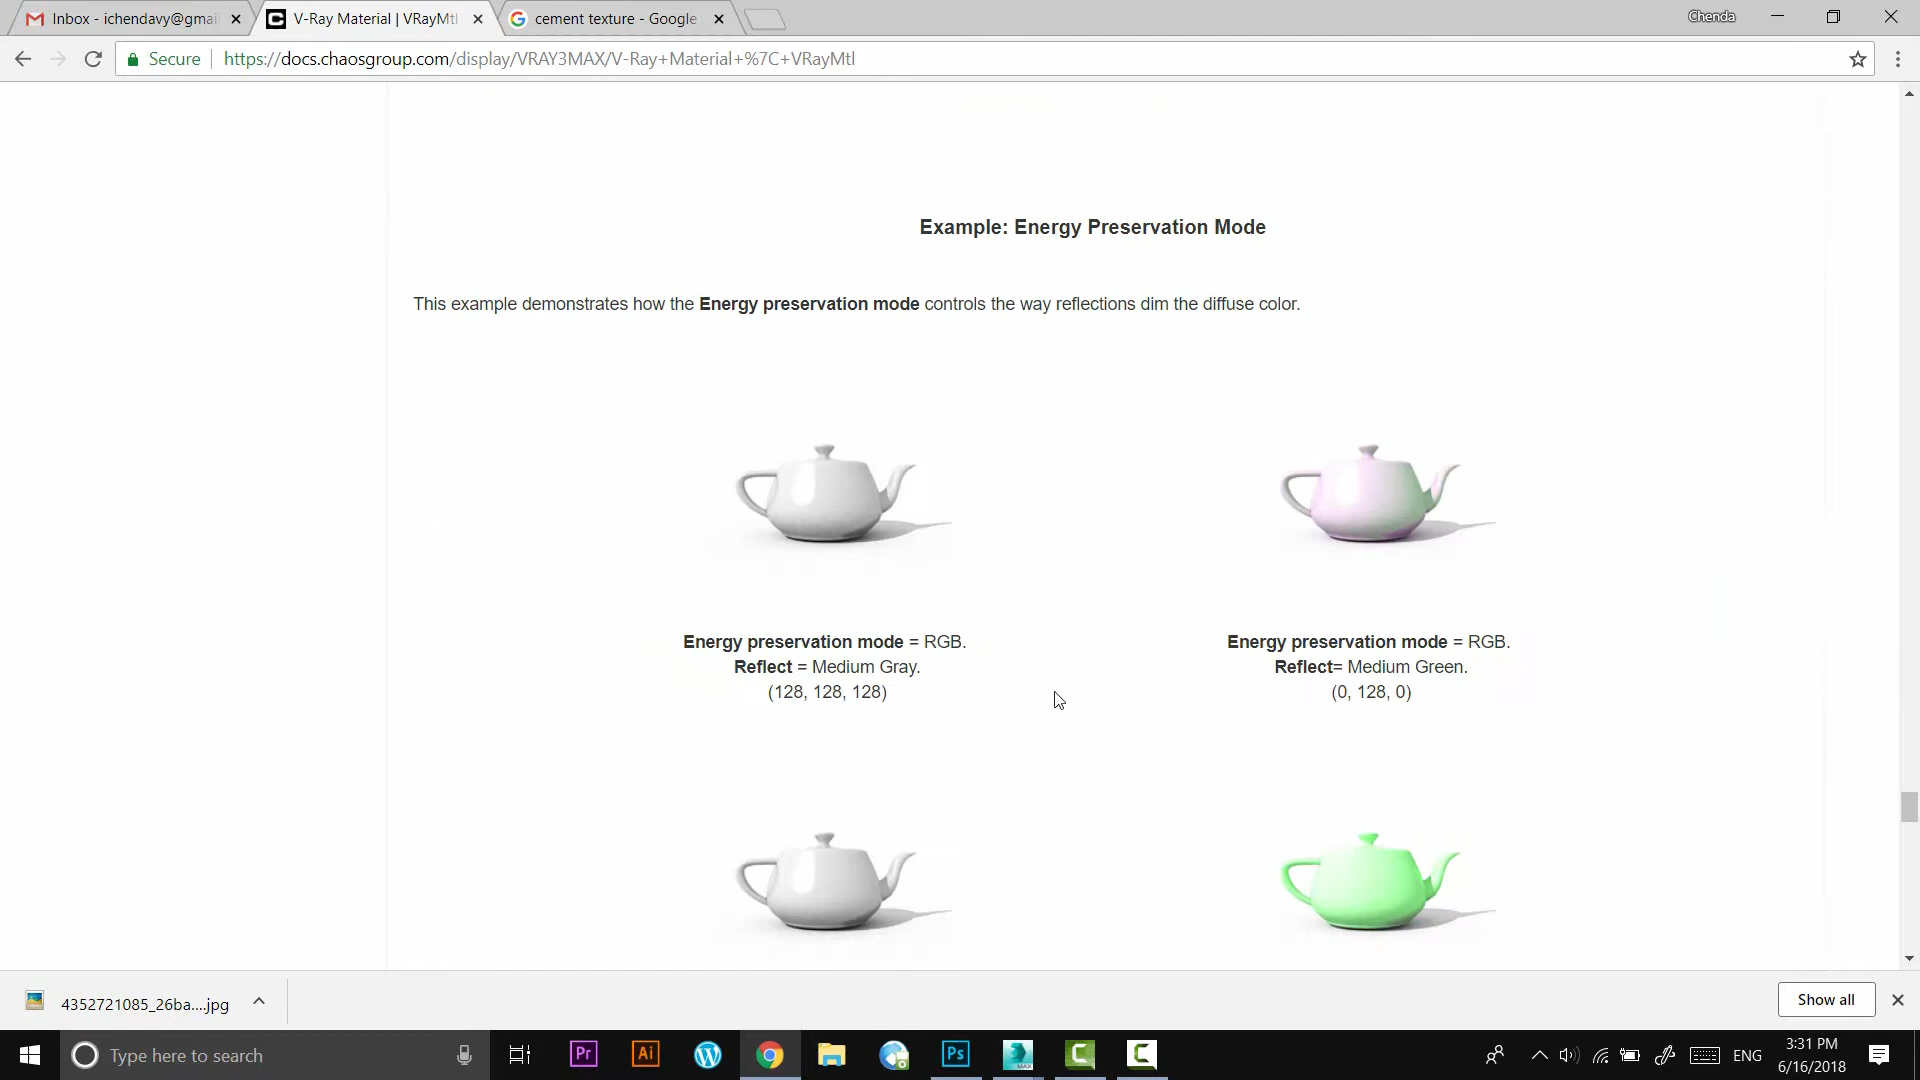 Inbox - ichendavy@gmai
V-Ray Material | VRayMtl
cement texture - Google
Chenda
Secure
https://docs.chaosgroup.com/display/VRAY3MAX/V-Ray+Material+%7C+VRayMtl
Example: Energy Preservation Mode
This example demonstrates how the Energy preservation mode controls the way reflections dim the diffuse color.
Energy preservation mode = RGB.
Reflect = Medium Gray.
(128, 128, 128)
Energy preservation mode = RGB.
Reflect= Medium Green.
(0, 128, 0)
4352721085_26ba....jpg
Show all
Type here to search
Pr
Ai
Ps
MAX
ENG
3:31 PM
6/16/2018